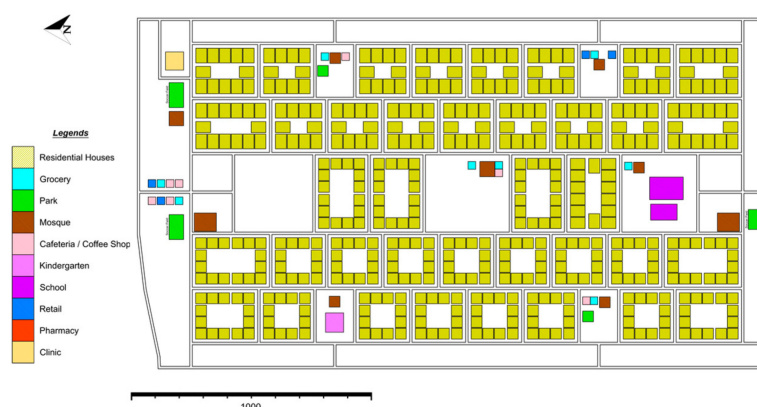 N
Legends
Residential Houses
Grocery
Park
Mosque
Cafeteria / Coffee Shop
Kindergarten
School
Retail
Pharmacy
Clinic
1000